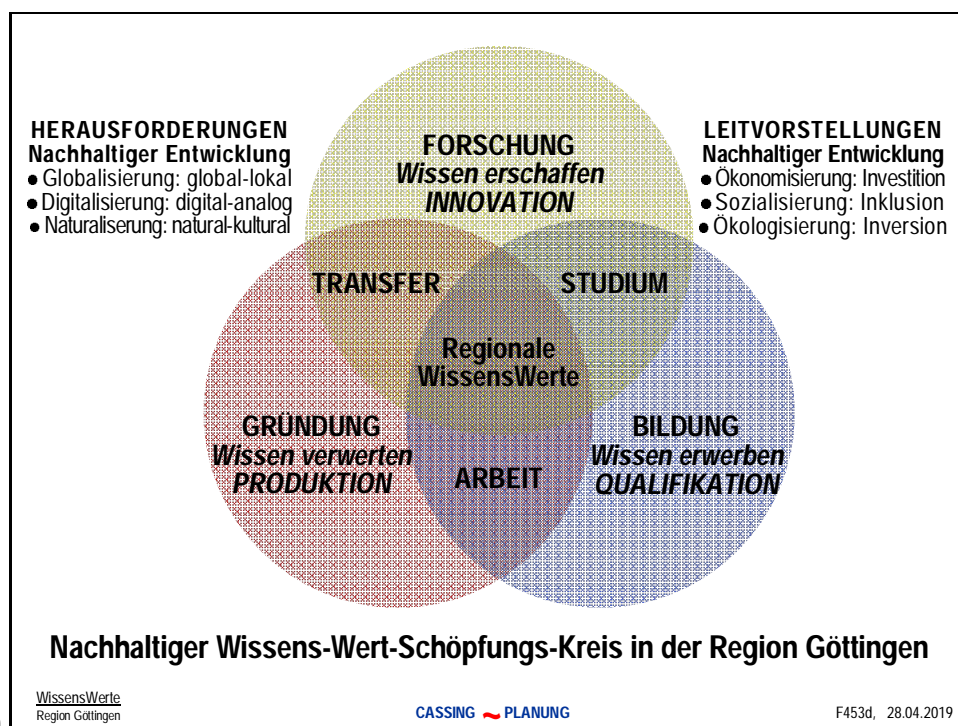 HERAUSFORDERUNGEN
Nachhaltiger Entwicklung
● Globalisierung: global-lokal
● Digitalisierung: digital-analog
● Naturaliserung: natural-kultural
LEITVORSTELLUNGEN
Nachhaltiger Entwicklung
● Ökonomisierung: Investition
● Sozialisierung: Inklusion
● Ökologisierung: Inversion
FORSCHUNG
Wissen erschaffen
INNOVATION
TRANSFER
STUDIUM
Regionale
WissensWerte
GRÜNDUNG
Wissen verwerten
PRODUKTION
ARBEIT
BILDUNG
Wissen erwerben
QUALIFIKATION
Nachhaltiger Wissens-Wert-Schöpfungs-Kreis in der Region Göttingen
WissensWerte
Region Göttingen
CASSING ~ PLANUNG
F453d, 28.04.2019